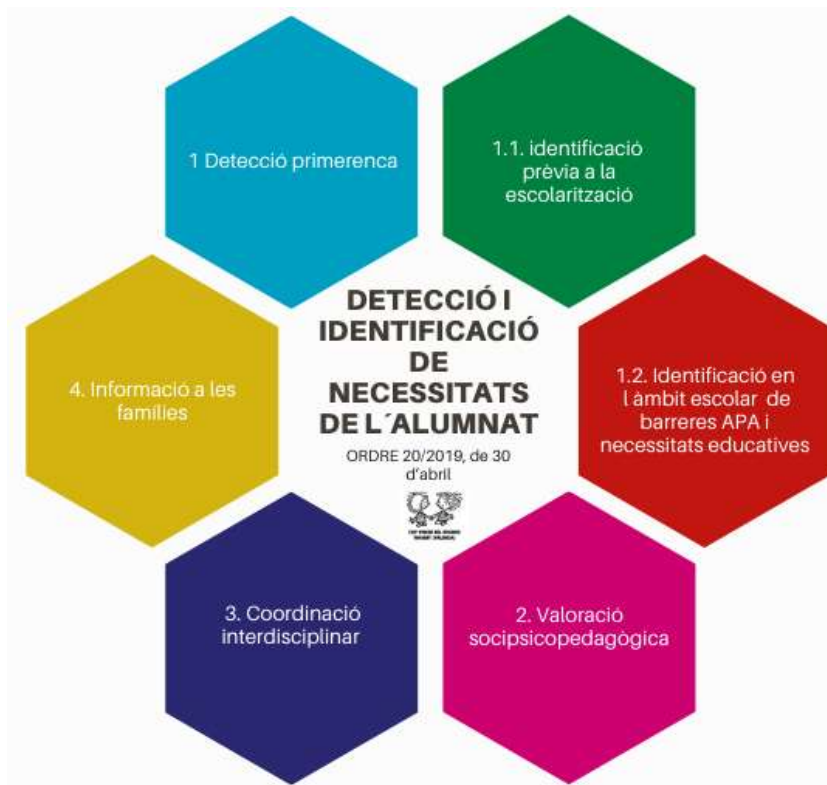 1 Detecció primerenca
1.1. identificació
prèvia a la
escolarització
DETECCIÓ I
IDENTIFICACIÓ
DE
NECESSITATS
DE L´ALUMNAT
ORDRE 20/2019, de 30
d'abril
4. Informació a les
famílies
1.2. Identificació en
l àmbit escolar de
barreres APA i
necessitats educatives
3. Coordinació
interdisciplinar
2. Valoració
socipsicopedagògica